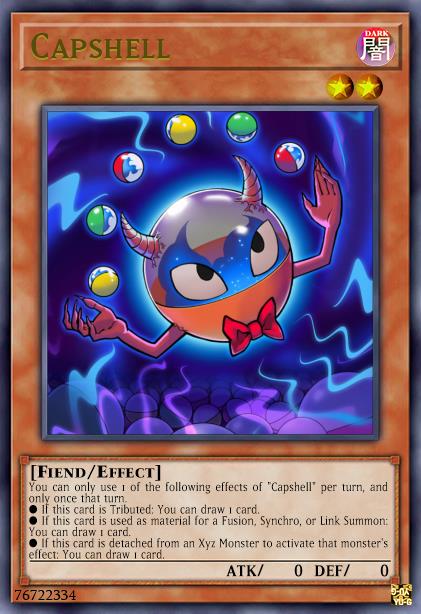 CAPSHELL
DARK
闇
[FIEND/EFFECT]
You can only use 1 of the following effects of "Capshell" per turn, and
only once that turn.
● If this card is Tributed: You can draw 1 card.
● If this card is used as material for a Fusion, Synchro, or Link Summon:
You can draw 1 card.
● If this card is detached from an Xyz Monster to activate that monster's
effect: You can draw 1 card.
ATK/ 0 DEF/ 0
76722334